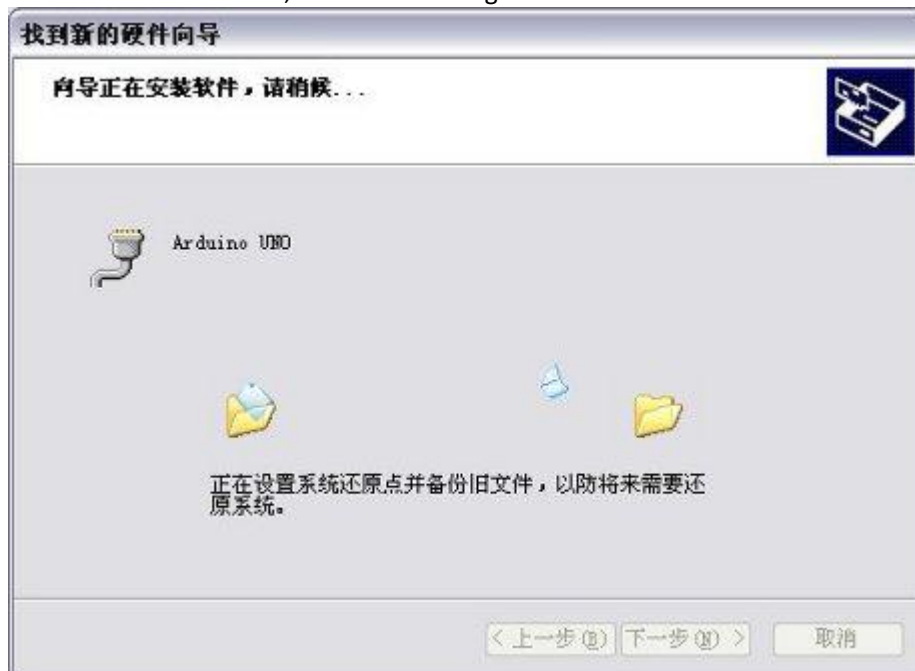 找到新的硬件向导
向导正在安装软件，请稍候...
Arduino UNO
正在设置系统还原点并备份旧文件，以防将来需要还
原系统。
< 上一步(B) 下一步(N) > 取消